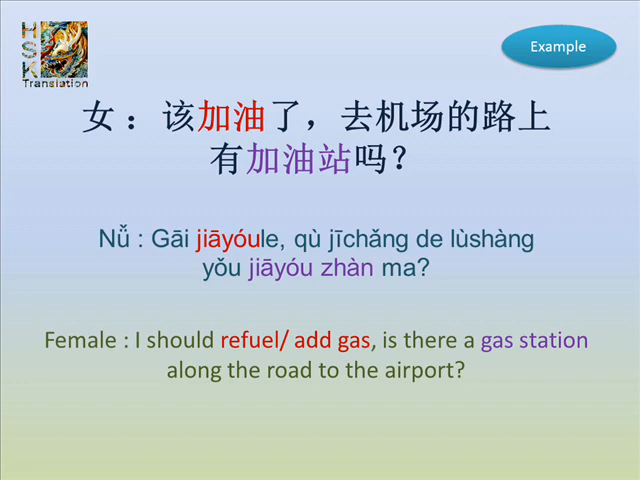 HSK
Translation
Example
女：该加油了，去机场的路上
有加油站吗？
Nǚ : Gāi jiāyóule, qù jīchǎng de lùshàng
yǒu jiāyóu zhàn ma?
Female : I should refuel/ add gas, is there a gas station
along the road to the airport?